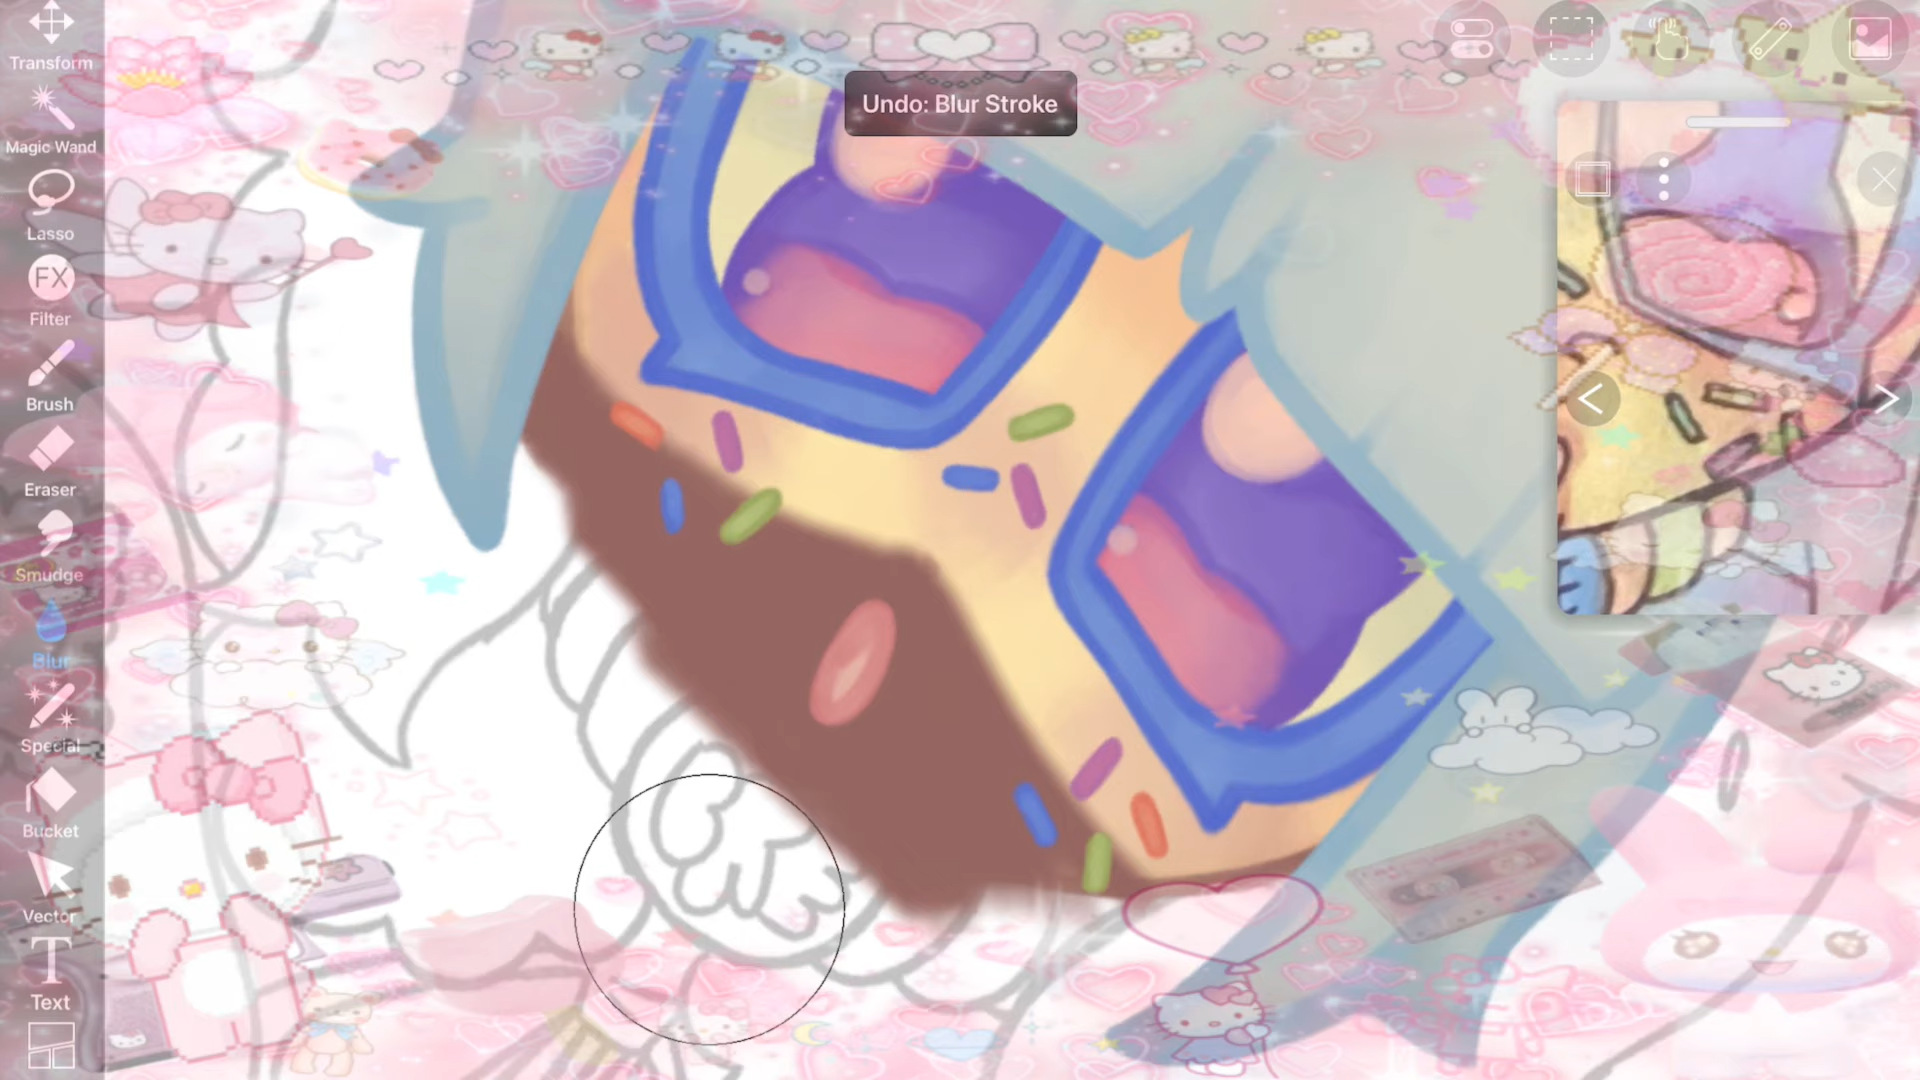 Transform
Magic Wand
Lasso
FX
Filter
Brush
Eraser
Smudge
Blur
Special
Bucket
Vector
T
Text
Undo: Blur Stroke